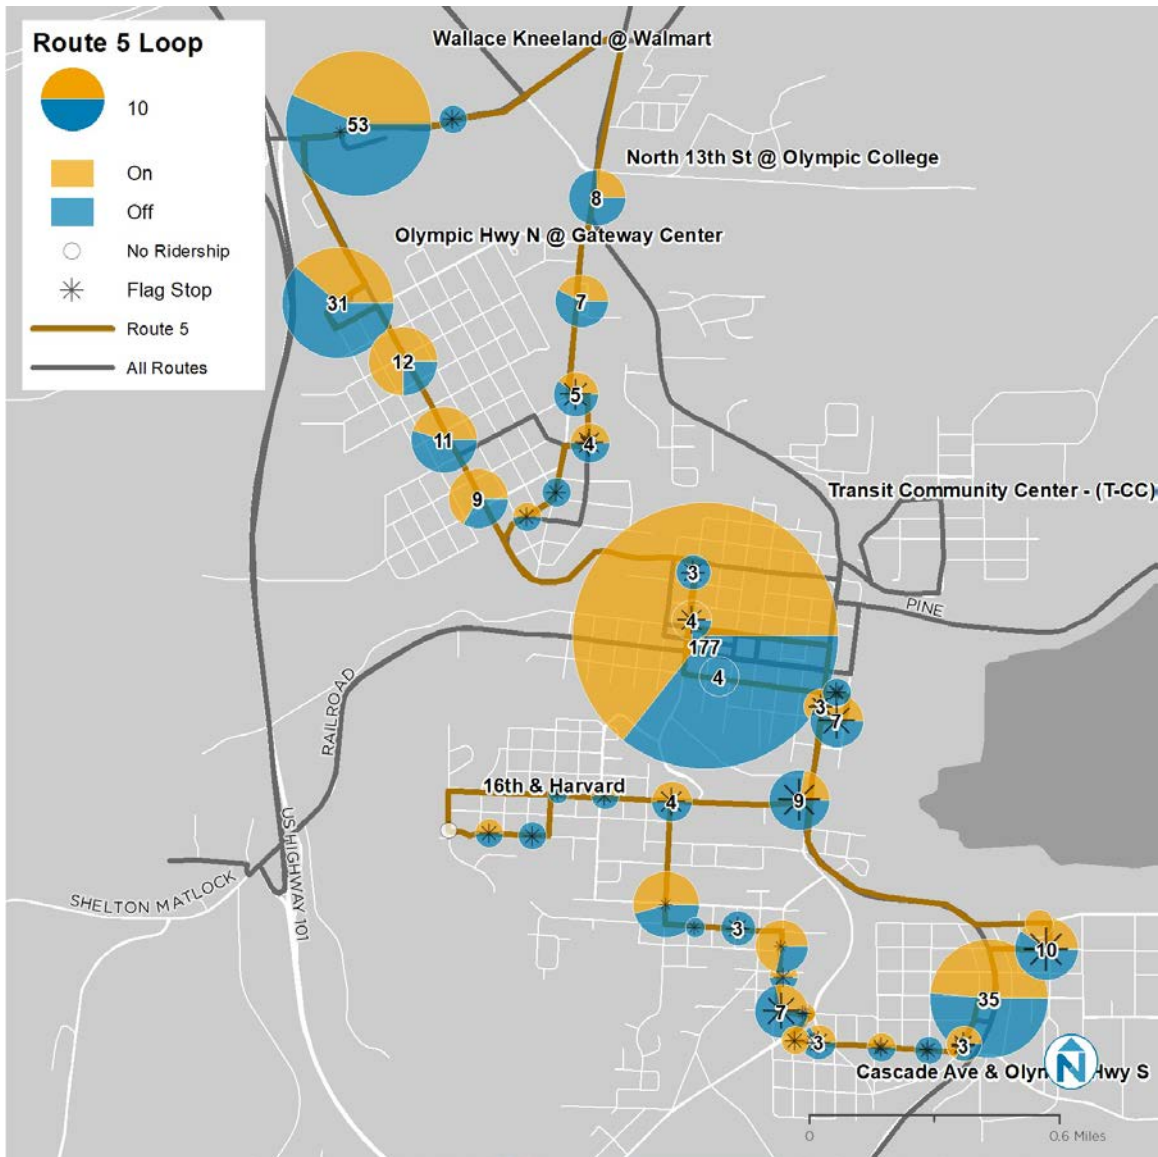 Route 5 Loop
10
On
Off
No Ridership
Flag Stop
Route 5
All Routes
Wallace Kneeland @ Walmart
53
North 13th St @ Olympic College
8
Olympic Hwy N @ Gateway Center
31
7
12
5
11
4
9
Transit Community Center - (T-CC)
3
PINE
4
177
4
RAILROAD
3
7
16th & Harvard
4
9
SHELTON MATLOCK
US HIGHWAY 101
3
10
35
7
3
3
Cascade Ave & Olym Hwy S
N
0
0.6 Miles